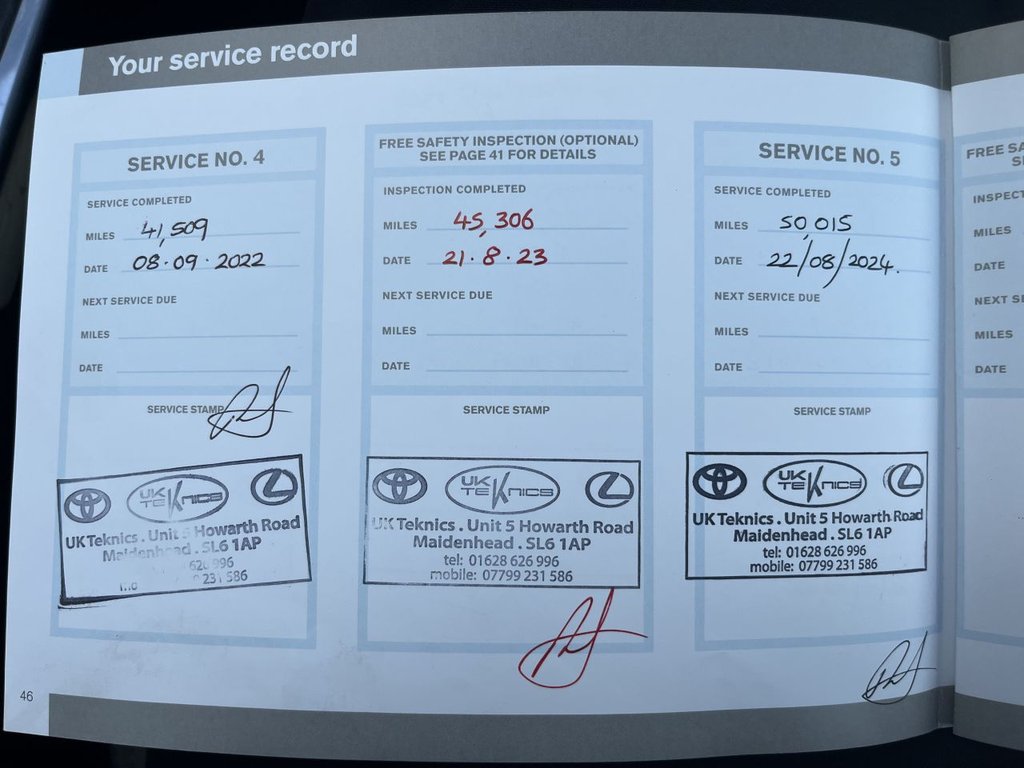 Your service record
SERVICE NO. 4
SERVICE COMPLETED
MILES 41,509
DATE 08.09.2022
NEXT SERVICE DUE
MILES
DATE
SERVICE STAMP
UK TEKNICS
UK Teknics . Unit 5 Howarth Road
Maidenhead . SL6 1AP
626 996
231 586
FREE SAFETY INSPECTION (OPTIONAL)
SEE PAGE 41 FOR DETAILS
INSPECTION COMPLETED
MILES 45,306
DATE 21.8.23
NEXT SERVICE DUE
MILES
DATE
SERVICE STAMP
UK TEKNICS
UK Teknics . Unit 5 Howarth Road
Maidenhead . SL6 1AP
tel: 01628 626 996
mobile: 07799 231 586
SERVICE NO. 5
SERVICE COMPLETED
MILES 50,015
DATE 22/08/2024.
NEXT SERVICE DUE
MILES
DATE
SERVICE STAMP
UK TEKNICS
UK Teknics . Unit 5 Howarth Road
Maidenhead . SL6 1AP
tel: 01628 626 996
mobile: 07799 231 586
FREE
MILES
DATE
NEXT
MILES
DATE
46